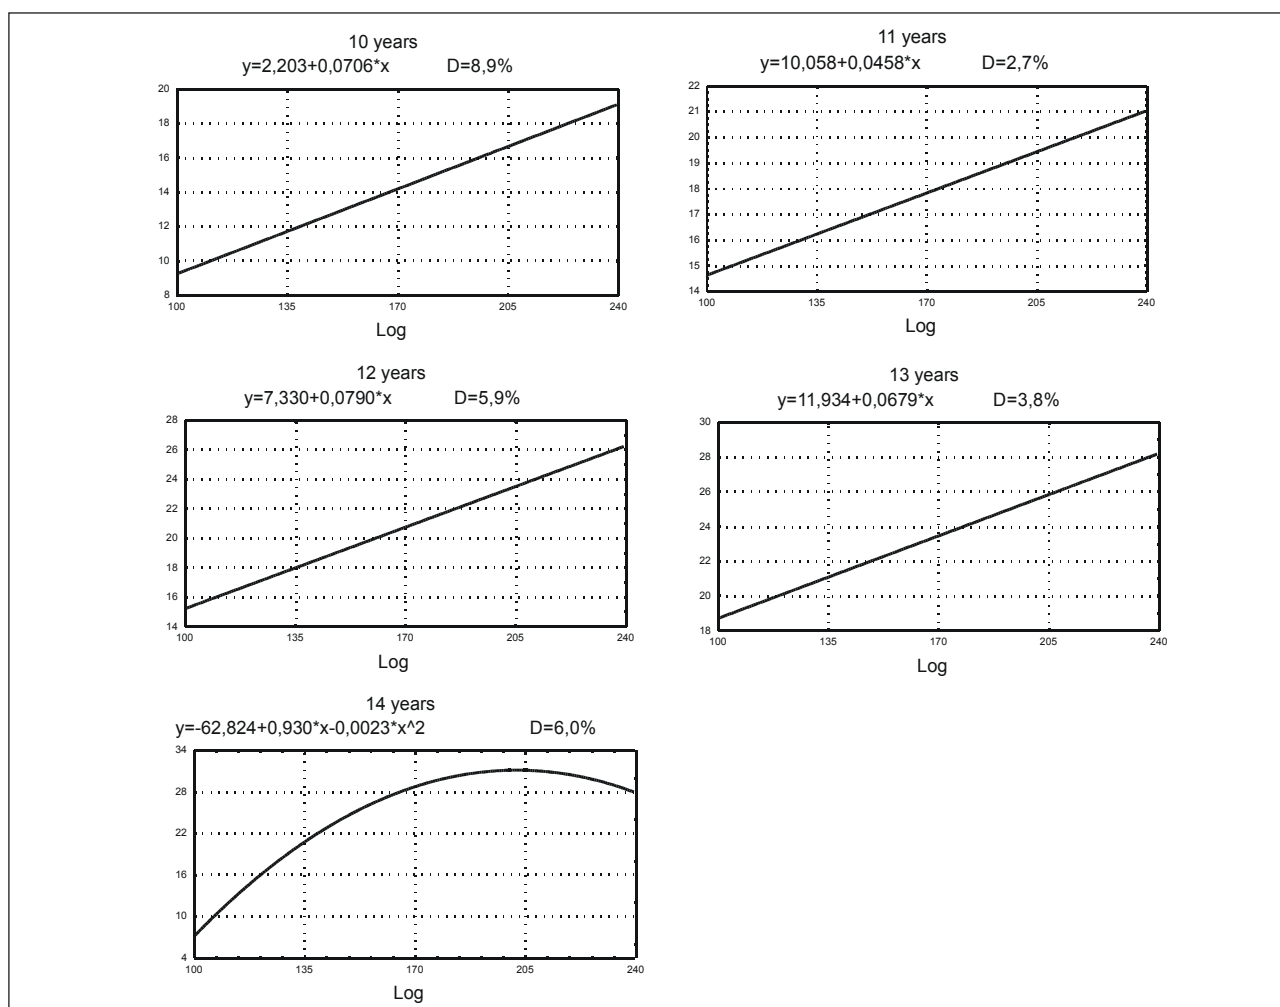 10 years
y=2,203+0,0706*x D=8,9%
20
18
16
14
12
10
8
100 135 170 205 240
Log
11 years
y=10,058+0,0458*x D=2,7%
22
21
20
19
18
17
16
15
14
100 135 170 205 240
Log
12 years
y=7,330+0,0790*x D=5,9%
28
26
24
22
20
18
16
14
100 135 170 205 240
Log
13 years
y=11,934+0,0679*x D=3,8%
30
28
26
24
22
20
18
100 135 170 205 240
Log
14 years
y=-62,824+0,930*x-0,0023*x^2 D=6,0%
34
28
22
16
10
4
100 135 170 205 240
Log